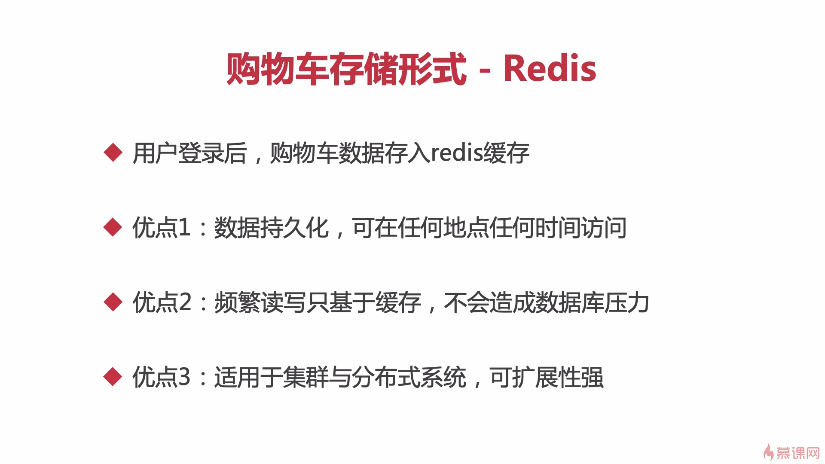 购物车存储形式 - Redis
用户登录后，购物车数据存入redis缓存
优点1：数据持久化，可在任何地点任何时间访问
优点2：频繁读写只基于缓存，不会造成数据库压力
优点3：适用于集群与分布式系统，可扩展性强
慕课网